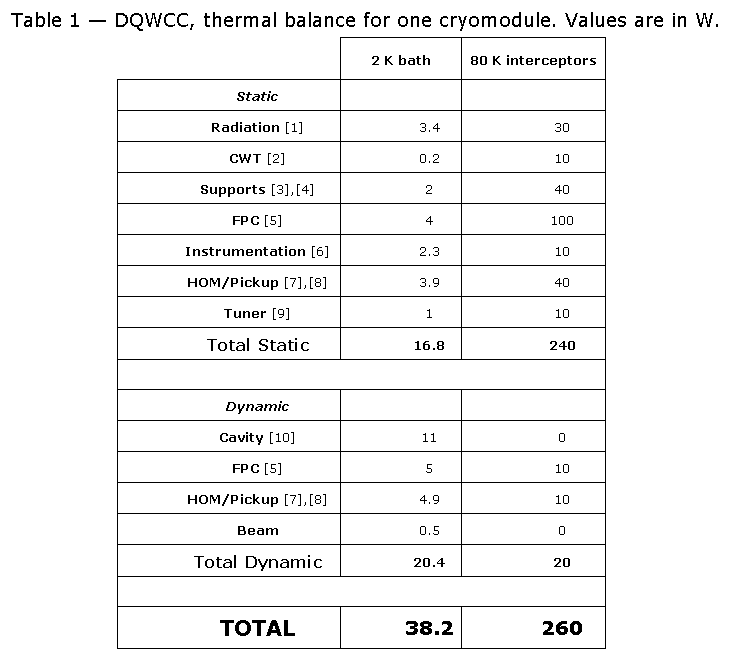 Table 1 — DQWCC, thermal balance for one cryomodule. Values are in W.
2 K bath 80 K interceptors
Static
Radiation [1] 3.4 30
CWT [2] 0.2 10
Supports [3],[4] 2 40
FPC [5] 4 100
Instrumentation [6] 2.3 10
HOM/Pickup [7],[8] 3.9 40
Tuner [9] 1 10
Total Static 16.8 240
Dynamic
Cavity [10] 11 0
FPC [5] 5 10
HOM/Pickup [7],[8] 4.9 10
Beam 0.5 0
Total Dynamic 20.4 20
TOTAL 38.2 260